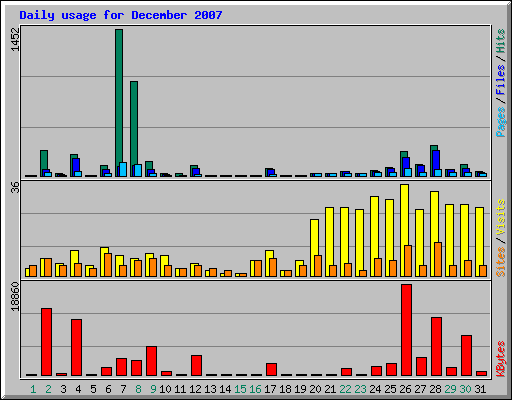 Daily usage for December 2007
1452
36
18860
Pages / Files / Hits
Sites / Visits
KBytes
1 2 3 4 5 6 7 8 9 10 11 12 13 14 15 16 17 18 19 20 21 22 23 24 25 26 27 28 29 30 31